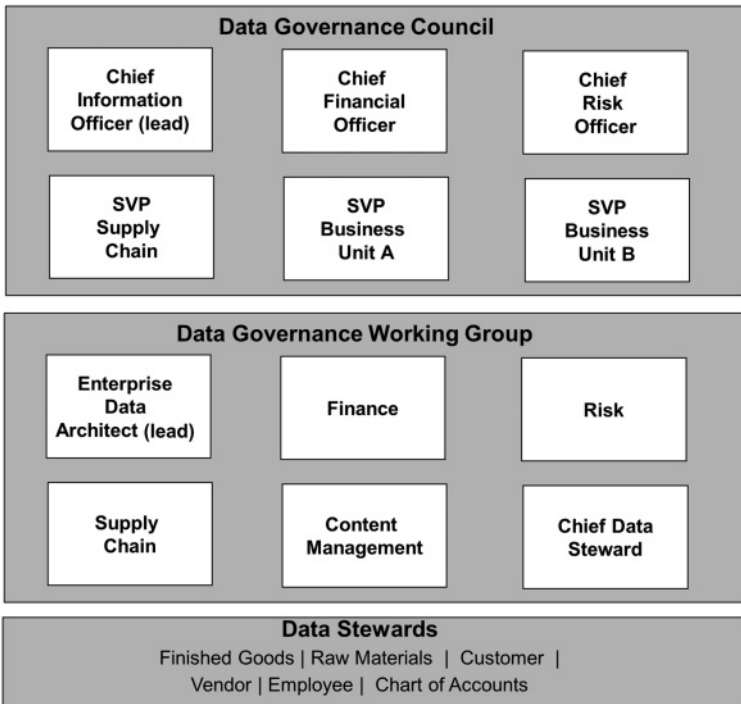 Data Governance Council
Chief
Information
Officer (lead)
Chief
Financial
Officer
Chief
Risk
Officer
SVP
Supply
Chain
SVP
Business
Unit A
SVP
Business
Unit B
Data Governance Working Group
Enterprise
Data
Architect (lead)
Finance
Risk
Supply
Chain
Content
Management
Chief Data
Steward
Data Stewards
Finished Goods | Raw Materials | Customer |
Vendor | Employee | Chart of Accounts